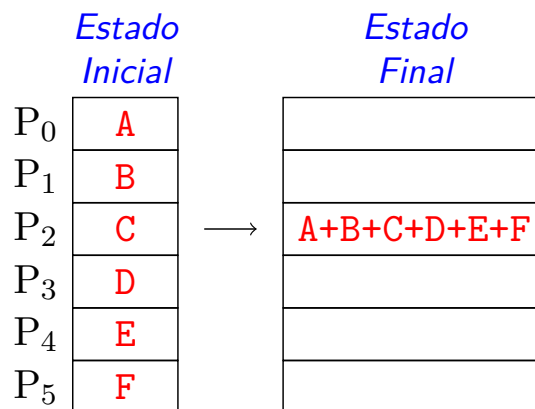 Estado Estado
Inicial Final
P0 A
P1 B
P2 C → A+B+C+D+E+F
P3 D
P4 E
P5 F